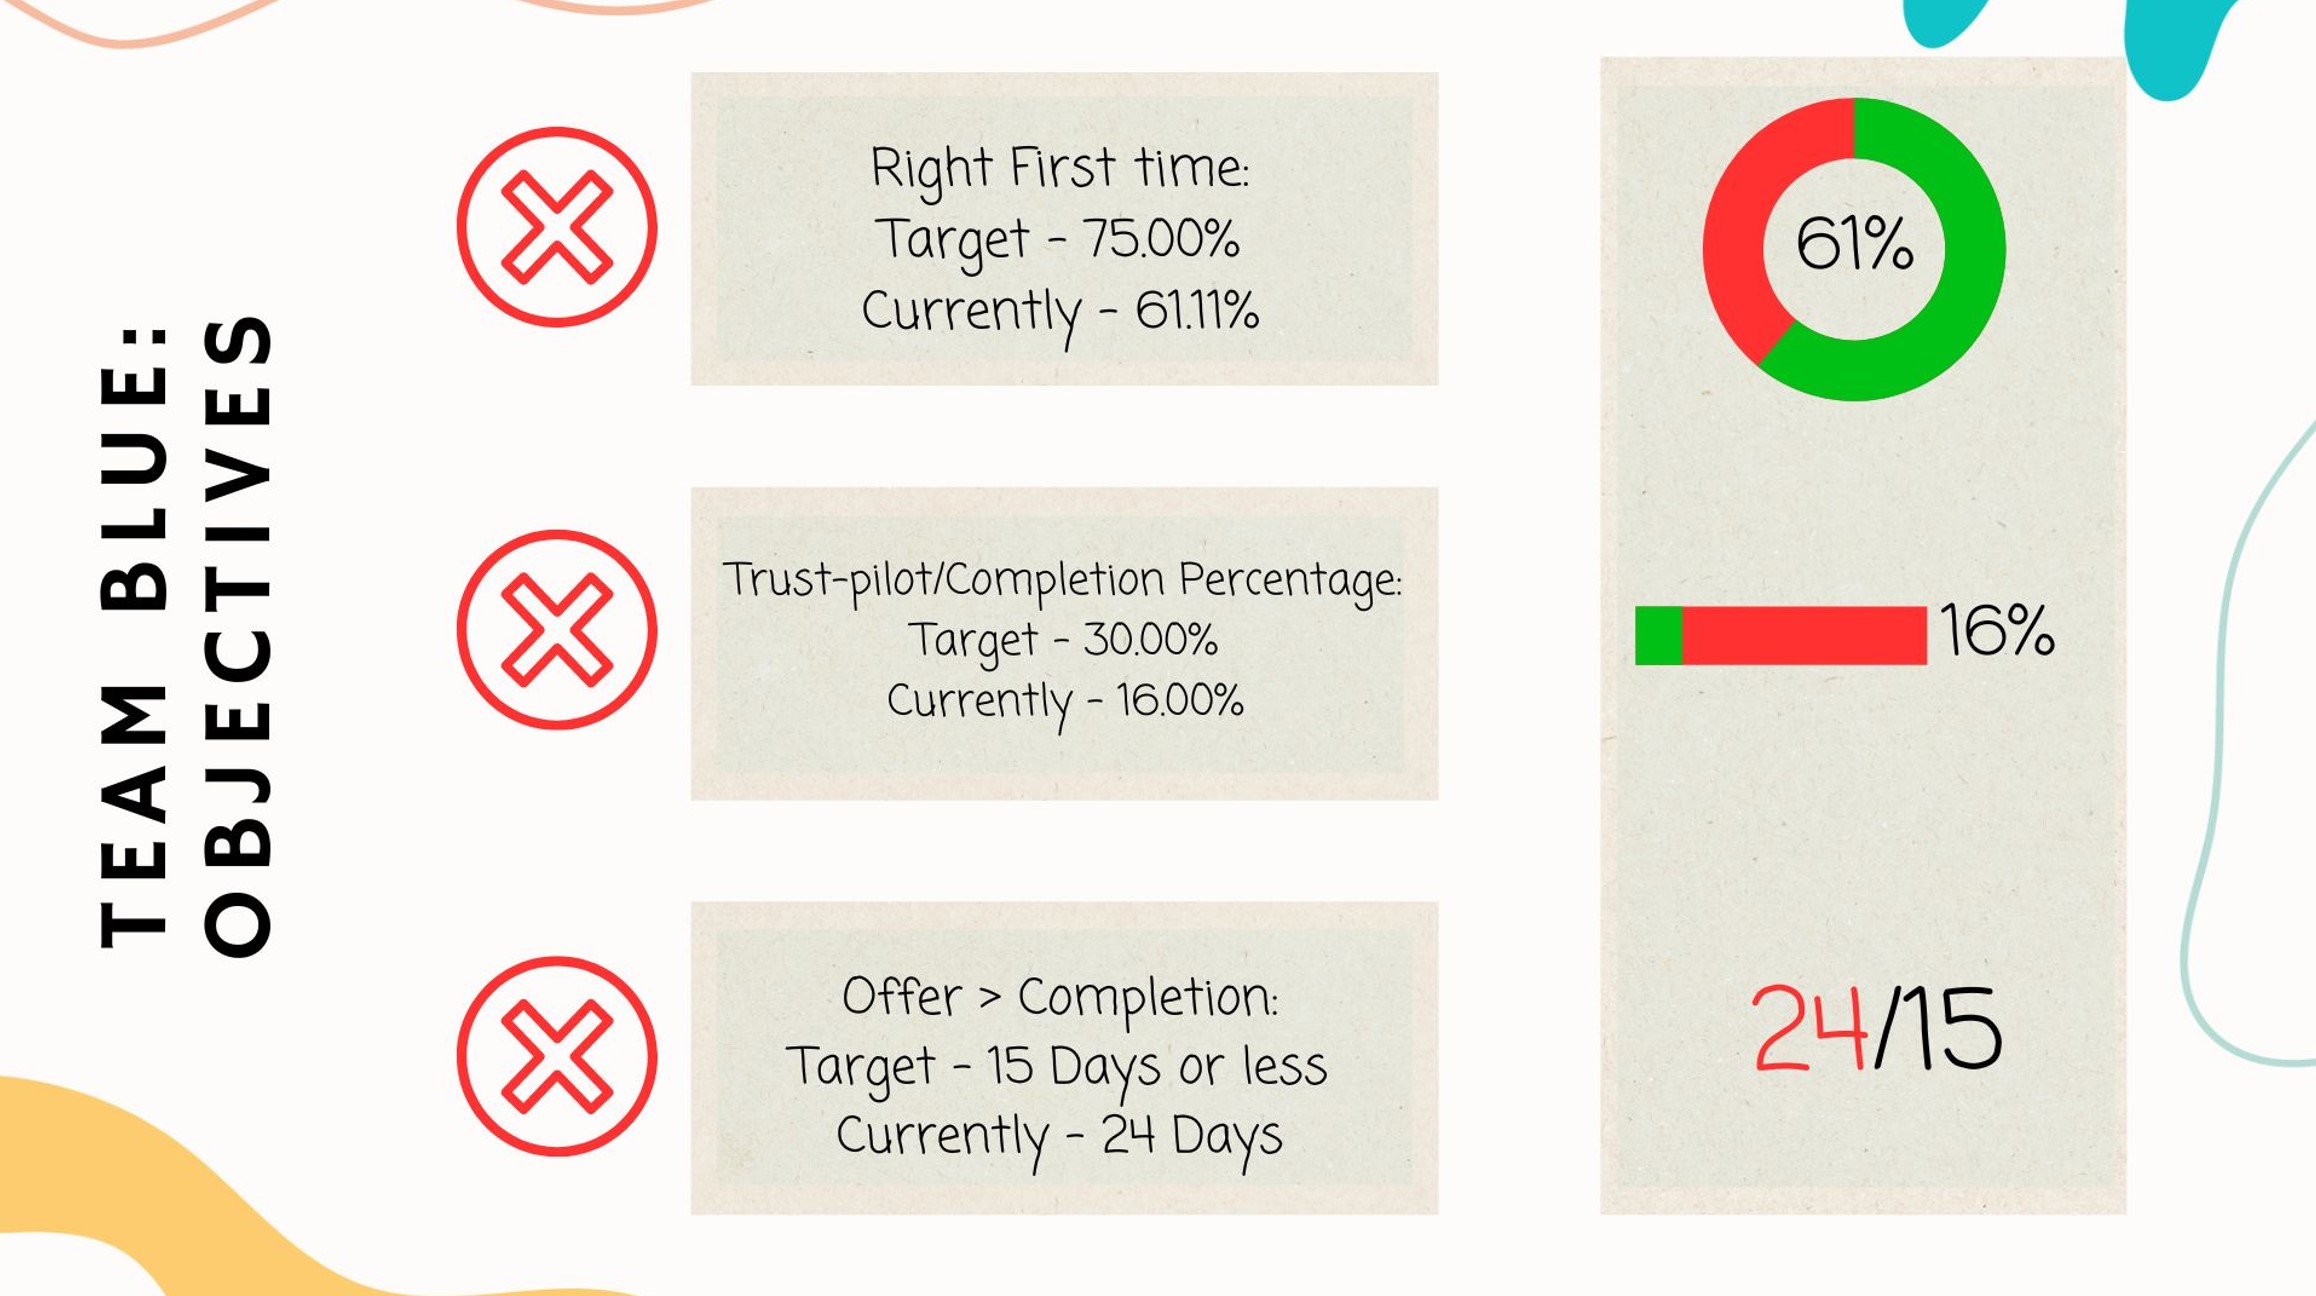 TEAM BLUE:
OBJECTIVES
Right First time:
Target - 75.00%
Currently - 61.11%
61%
Trust-pilot/Completion Percentage:
Target - 30.00%
Currently - 16.00%
16%
Offer > Completion:
Target - 15 Days or less
Currently - 24 Days
24/15